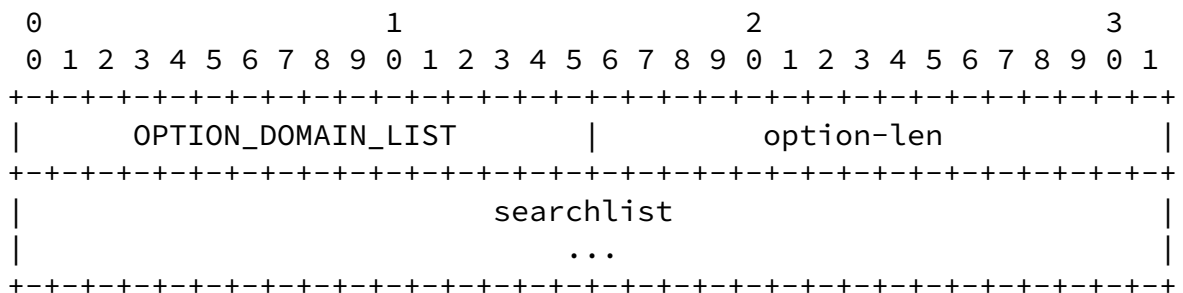 0                   1                   2                   3
 0 1 2 3 4 5 6 7 8 9 0 1 2 3 4 5 6 7 8 9 0 1 2 3 4 5 6 7 8 9 0 1
+-+-+-+-+-+-+-+-+-+-+-+-+-+-+-+-+-+-+-+-+-+-+-+-+-+-+-+-+-+-+-+-+
|      OPTION_DOMAIN_LIST       |         option-len            |
+-+-+-+-+-+-+-+-+-+-+-+-+-+-+-+-+-+-+-+-+-+-+-+-+-+-+-+-+-+-+-+-+
|                          searchlist                           |
|                              ...                              |
+-+-+-+-+-+-+-+-+-+-+-+-+-+-+-+-+-+-+-+-+-+-+-+-+-+-+-+-+-+-+-+-+